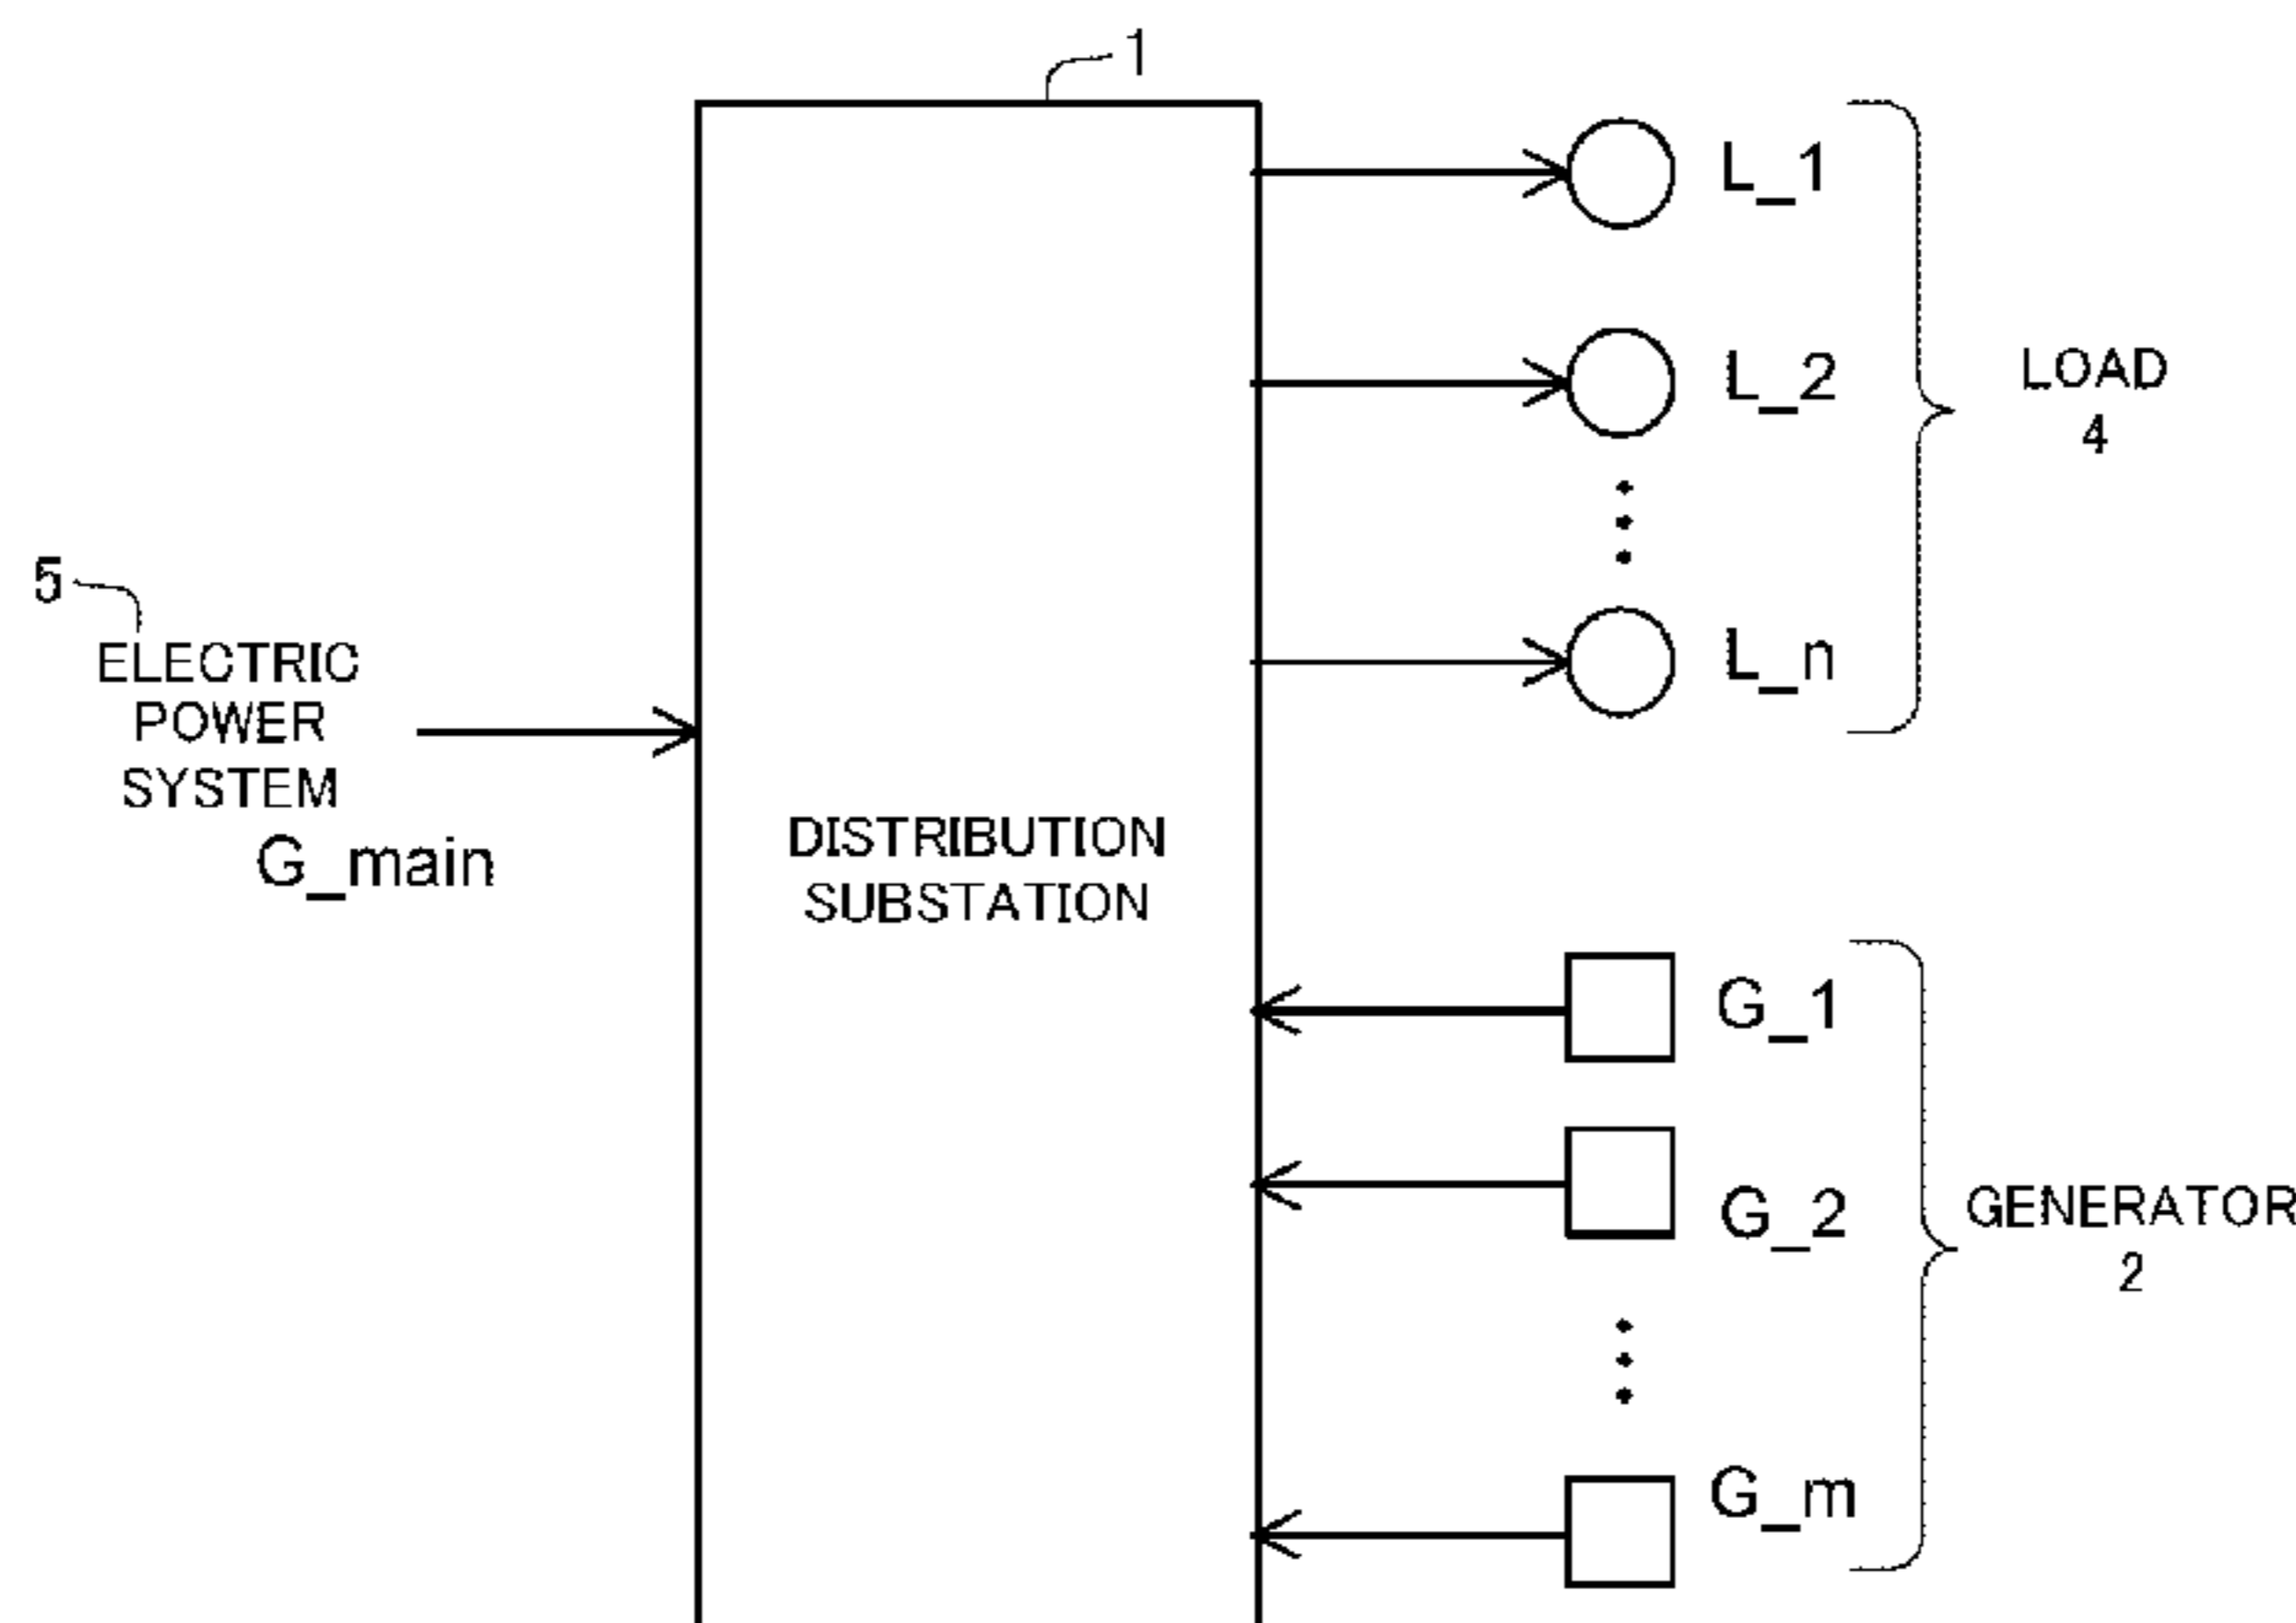 1
L_1
L_2
L_n
LOAD
4
5
ELECTRIC
POWER
SYSTEM
G_main
DISTRIBUTION
SUBSTATION
G_1
G_2
G_m
GENERATOR
2